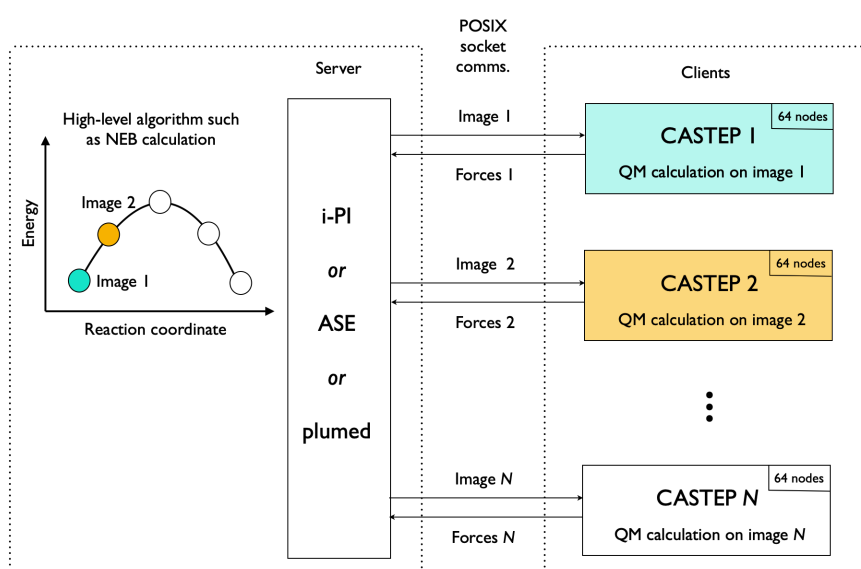 POSIX
socket
comms.
Server
Clients
High-level algorithm such
as NEB calculation
Energy
Image 2
Image 1
Reaction coordinate
i-PI
or
ASE
or
plumed
Image 1
Forces 1
Image 2
Forces 2
Image N
Forces N
64 nodes
CASTEP 1
QM calculation on image 1
64 nodes
CASTEP 2
QM calculation on image 2
64 nodes
CASTEP N
QM calculation on image N